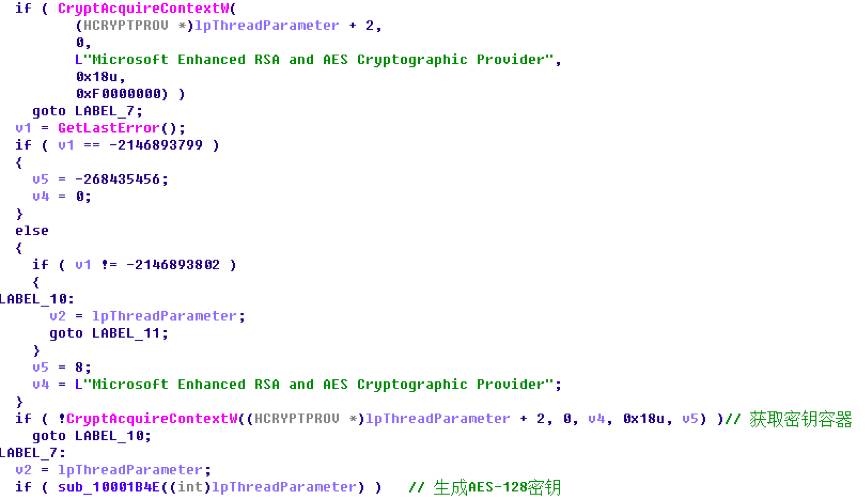 if ( CryptAcquireContextW(
(HCRYPTPROV *)lpThreadParameter + 2,
0,
L"Microsoft Enhanced RSA and AES Cryptographic Provider",
0x18u,
0xF0000000) )
goto LABEL_7;
v1 = GetLastError();
if ( v1 == -2146893799 )
{
v5 = -268435456;
v4 = 0;
}
else
{
if ( v1 != -2146893802 )
{
LABEL_10:
v2 = lpThreadParameter;
goto LABEL_11;
}
v5 = 8;
v4 = L"Microsoft Enhanced RSA and AES Cryptographic Provider";
}
if ( !CryptAcquireContextW((HCRYPTPROV *)lpThreadParameter + 2, 0, v4, 0x18u, v5) )// 获取密钥容器
goto LABEL_10;
LABEL_7:
v2 = lpThreadParameter;
if ( sub_10001B4E((int)lpThreadParameter) ) // 生成AES-128密钥